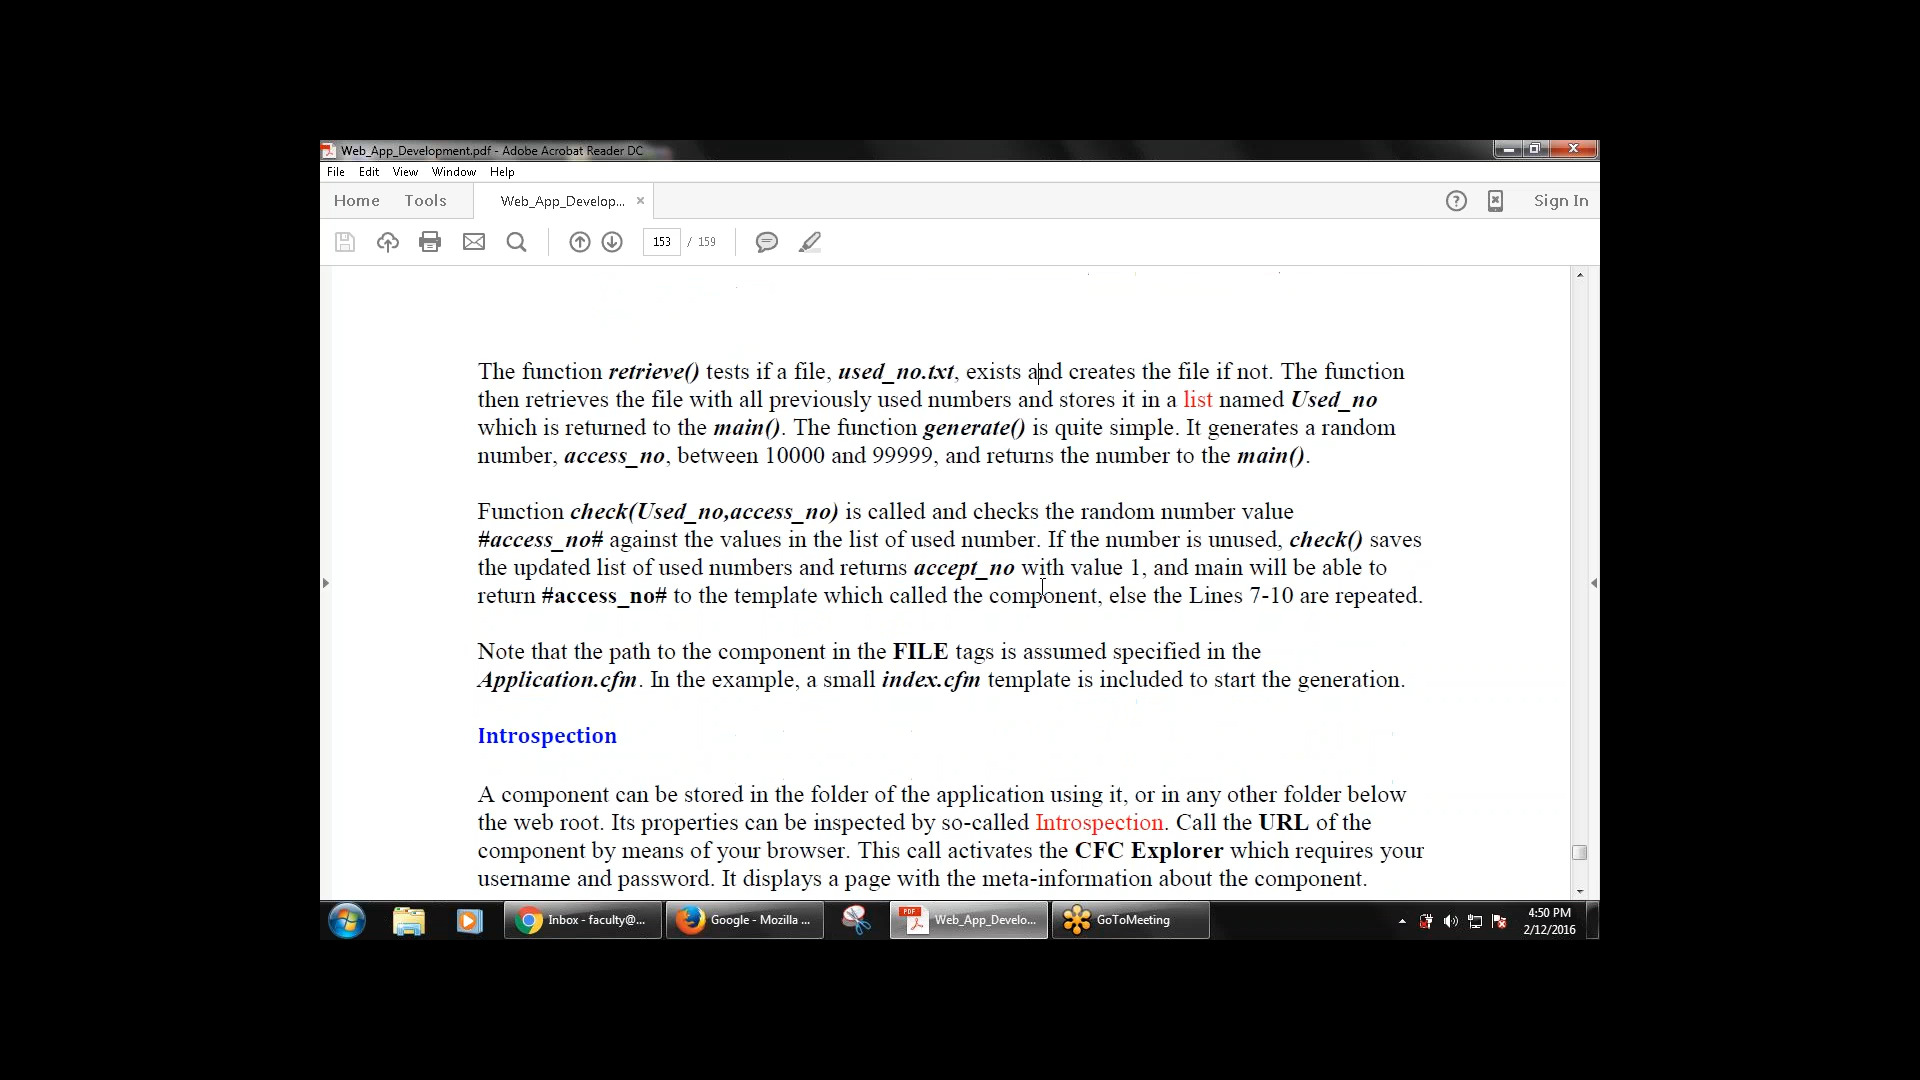 Web_App_Development.pdf - Adobe Acrobat Reader DC
File Edit View Window Help
Home Tools Web_App_Develop... × Sign In
153 / 159
The function retrieve() tests if a file, used_no.txt, exists and creates the file if not. The function
then retrieves the file with all previously used numbers and stores it in a list named Used_no
which is returned to the main(). The function generate() is quite simple. It generates a random
number, access_no, between 10000 and 99999, and returns the number to the main().
Function check(Used_no,access_no) is called and checks the random number value
#access_no# against the values in the list of used number. If the number is unused, check() saves
the updated list of used numbers and returns accept_no with value 1, and main will be able to
return #access_no# to the template which called the component, else the Lines 7-10 are repeated.
Note that the path to the component in the FILE tags is assumed specified in the
Application.cfm. In the example, a small index.cfm template is included to start the generation.
Introspection
A component can be stored in the folder of the application using it, or in any other folder below
the web root. Its properties can be inspected by so-called Introspection. Call the URL of the
component by means of your browser. This call activates the CFC Explorer which requires your
username and password. It displays a page with the meta-information about the component.
Inbox - faculty@... Google - Mozilla ... Web_App_Develo... GoToMeeting 4:50 PM
2/12/2016